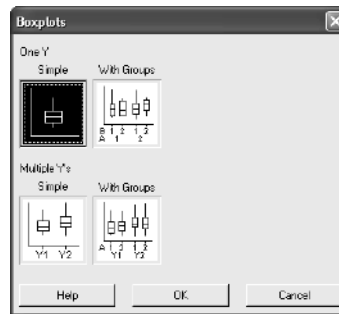 Boxplots
One Y
Simple With Groups
B 1 2 1 2
A 1 2
Multiple Y's
Simple With Groups
Y1 Y2
A 1 2 1 2
Y1 Y2
Help OK Cancel